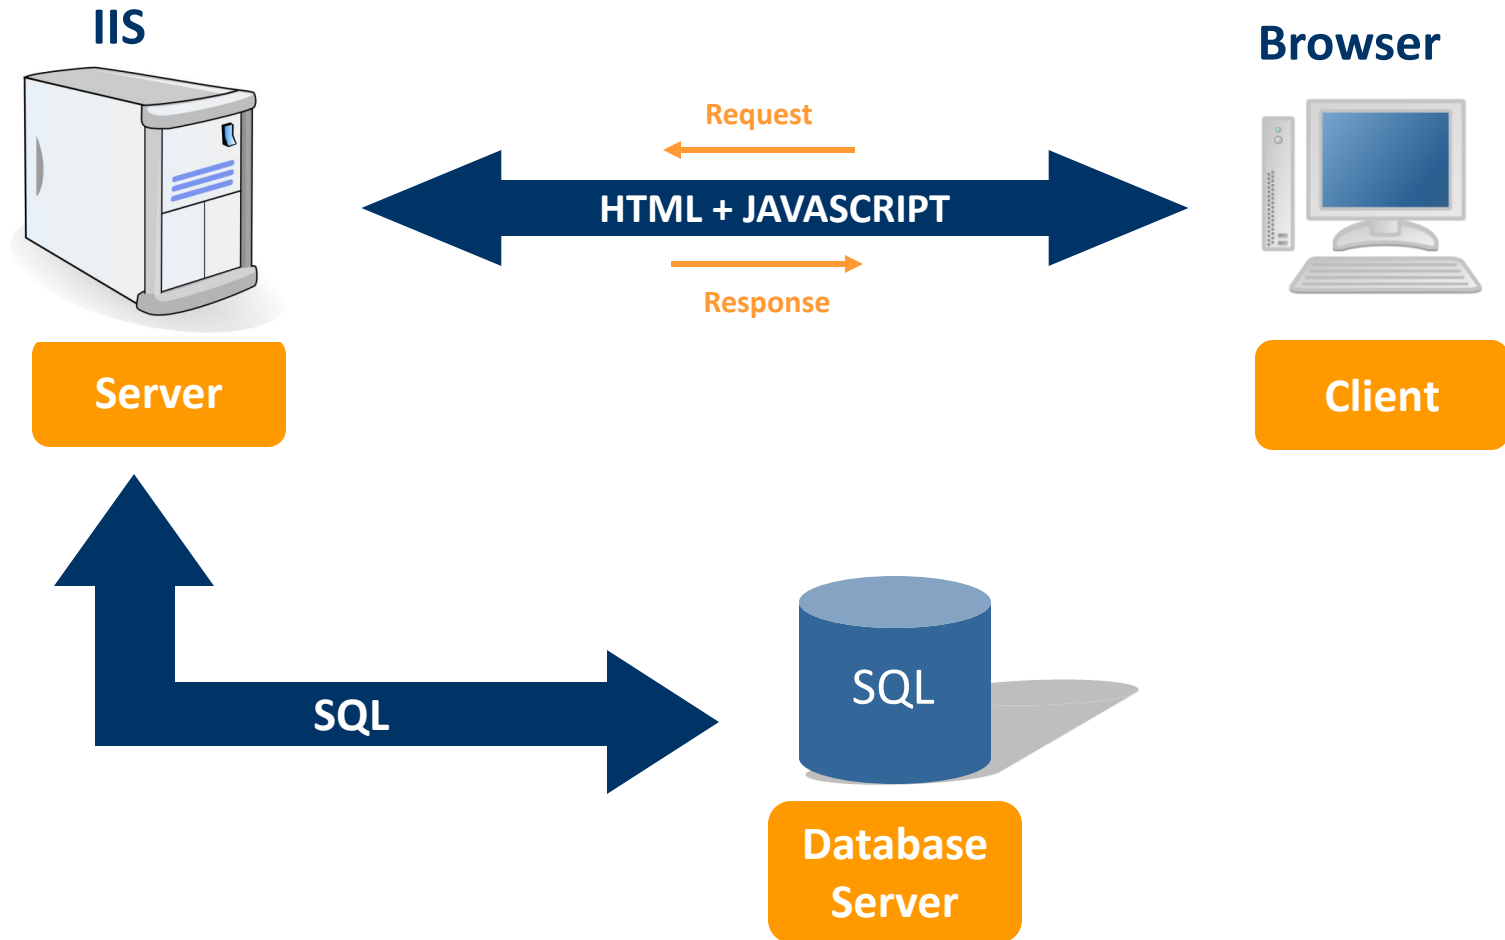 IIS
Browser
Request
HTML + JAVASCRIPT
Response
Server
Client
SQL
SQL
Database
Server